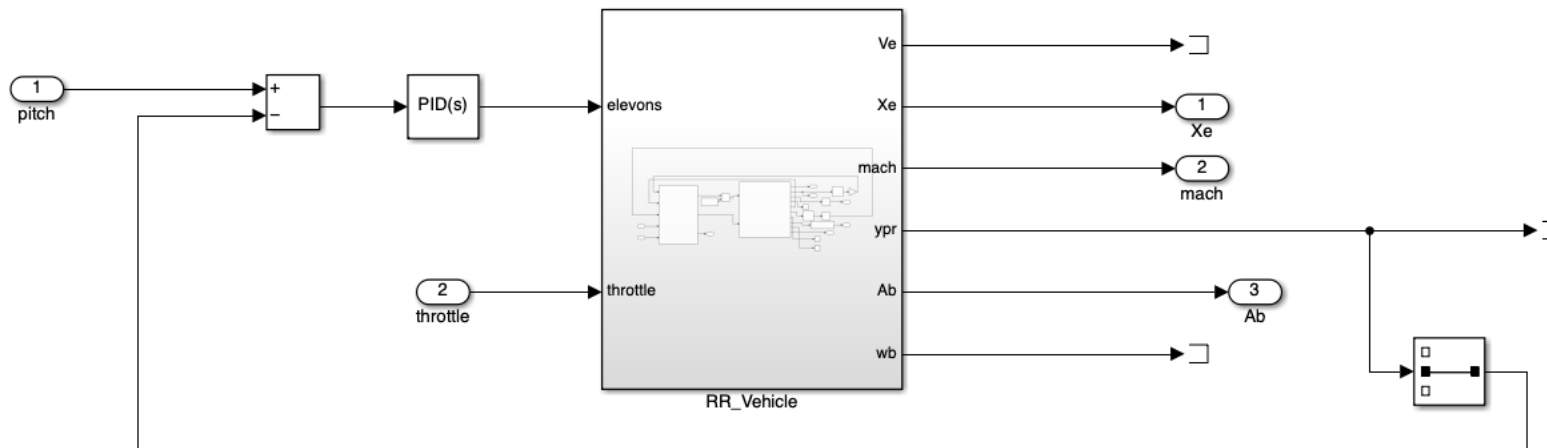 1
pitch
+
−
PID(s)
elevons
throttle
2
throttle
Ve
Xe
mach
ypr
Ab
wb
RR_Vehicle
1
Xe
2
mach
3
Ab